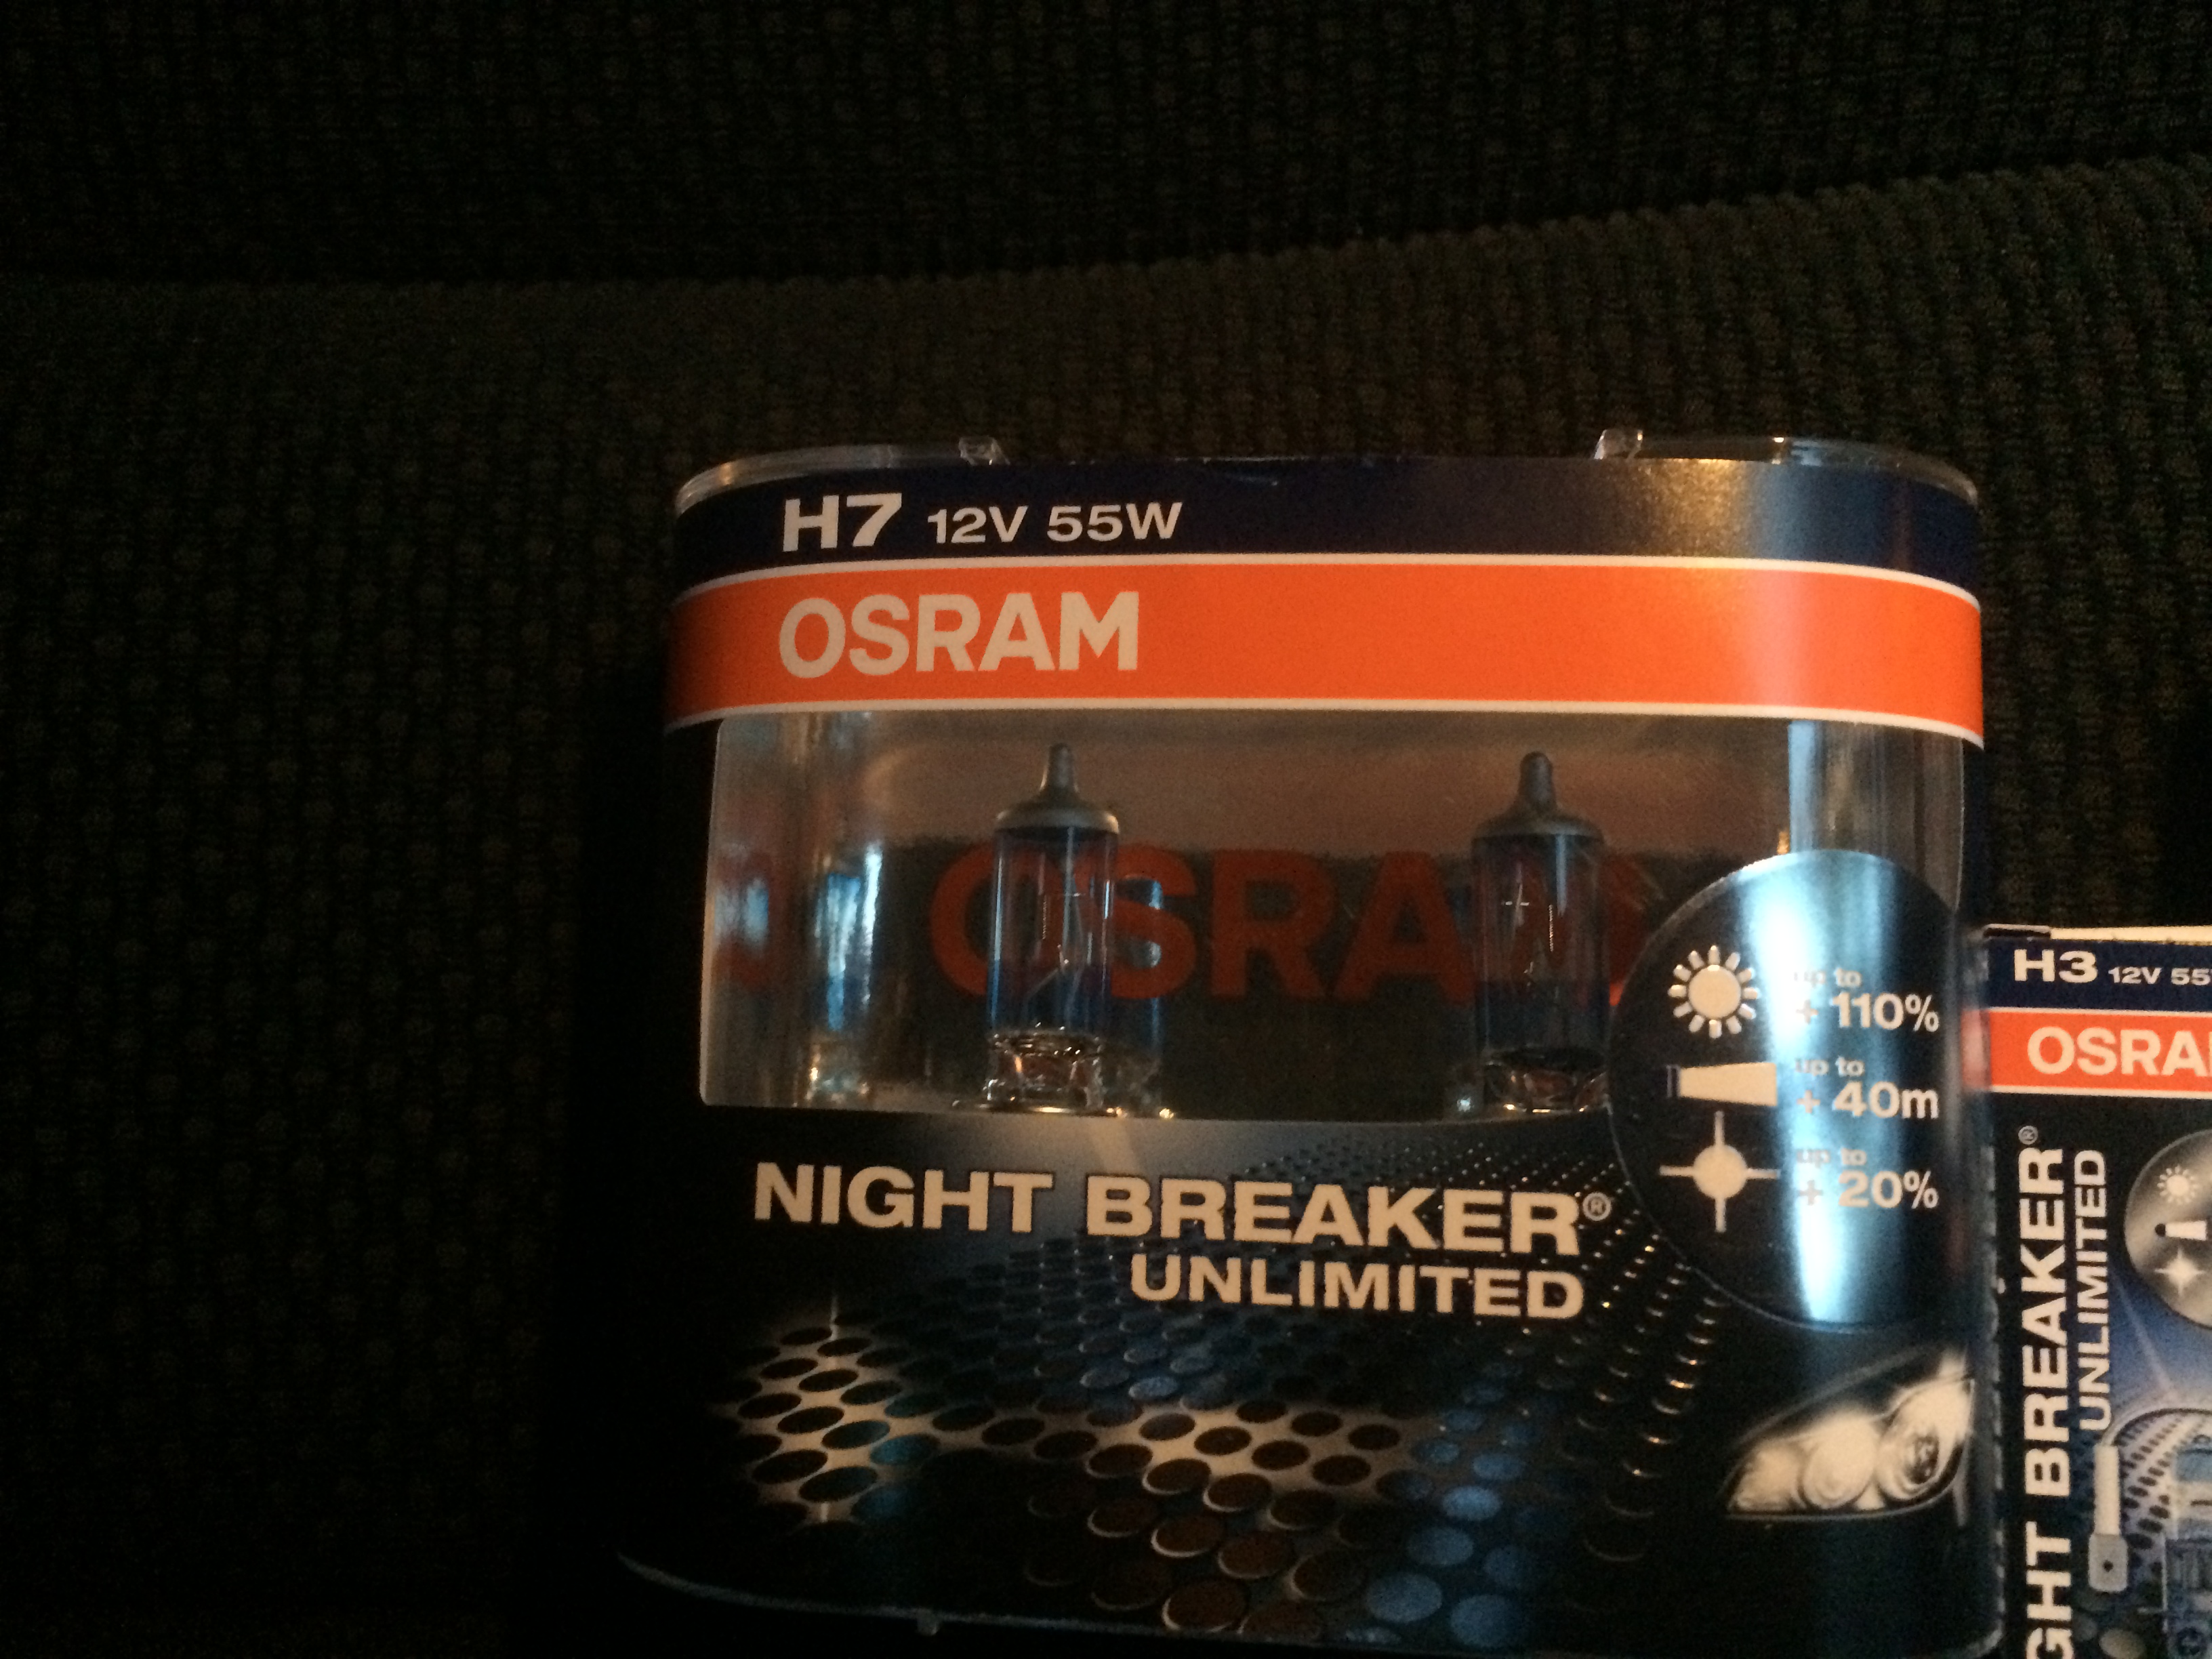 H7 12V 55W
OSRAM
OSRAM
up to
+ 110%
up to
+ 40m
up to
+ 20%
NIGHT BREAKER®
UNLIMITED
H3 12V 55
OSRA
GHT BREAKER®
UNLIMITED